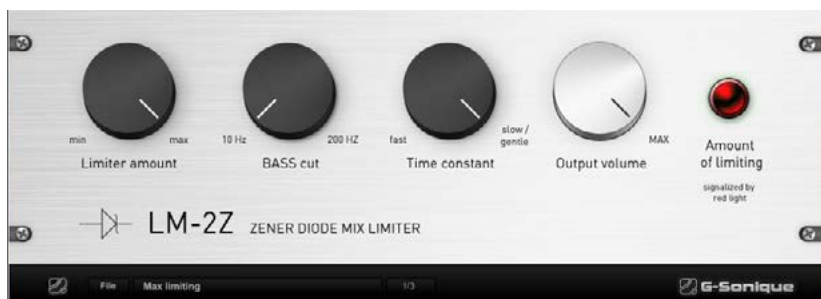 min
max
Limiter amount
10 Hz
200 HZ
BASS cut
fast
slow /
gentle
Time constant
MAX
Output volume
Amount
of limiting
signalized by
red light
LM-2Z ZENER DIODE MIX LIMITER
File
Max limiting
1/3
G-Sonique